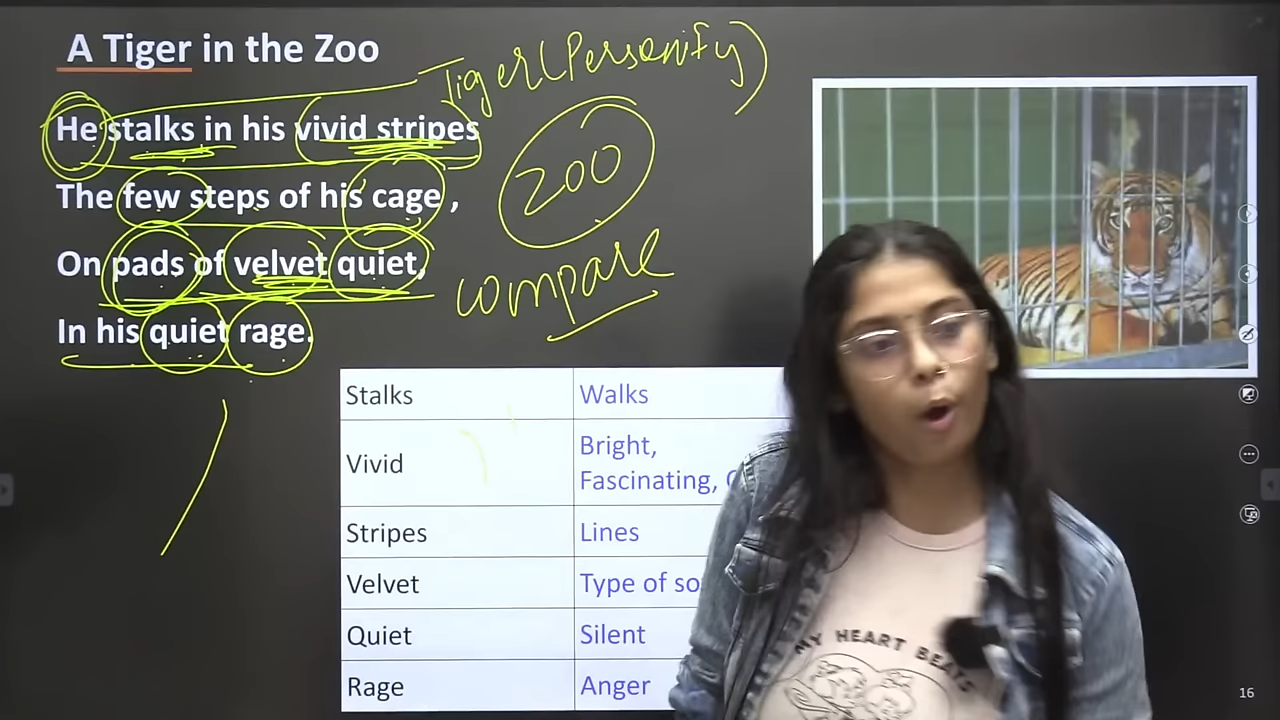 A Tiger in the Zoo
Tiger (Personify)
He stalks in his vivid stripes
The few steps of his cage ,
On pads of velvet quiet,
In his quiet rage.
zoo
compare
Stalks Walks
Vivid Bright,
Fascinating,
Stripes Lines
Velvet Type of
Quiet Silent
Rage Anger
MY HEART BEATS
16